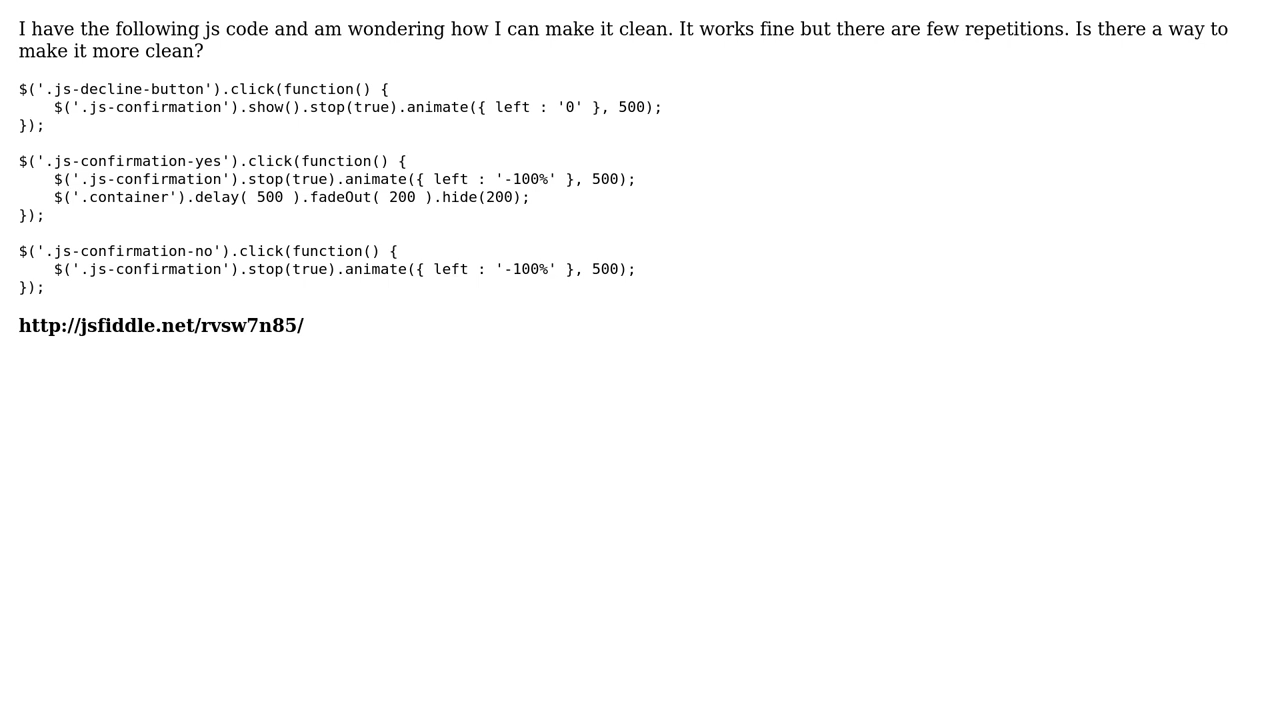 I have the following js code and am wondering how I can make it clean. It works fine but there are few repetitions. Is there a way to
make it more clean?
$('.js-decline-button').click(function() {
    $('.js-confirmation').show().stop(true).animate({ left : '0' }, 500);
});
$('.js-confirmation-yes').click(function() {
    $('.js-confirmation').stop(true).animate({ left : '-100%' }, 500);
    $('.container').delay( 500 ).fadeOut( 200 ).hide(200);
});
$('.js-confirmation-no').click(function() {
    $('.js-confirmation').stop(true).animate({ left : '-100%' }, 500);
});
http://jsfiddle.net/rvsw7n85/